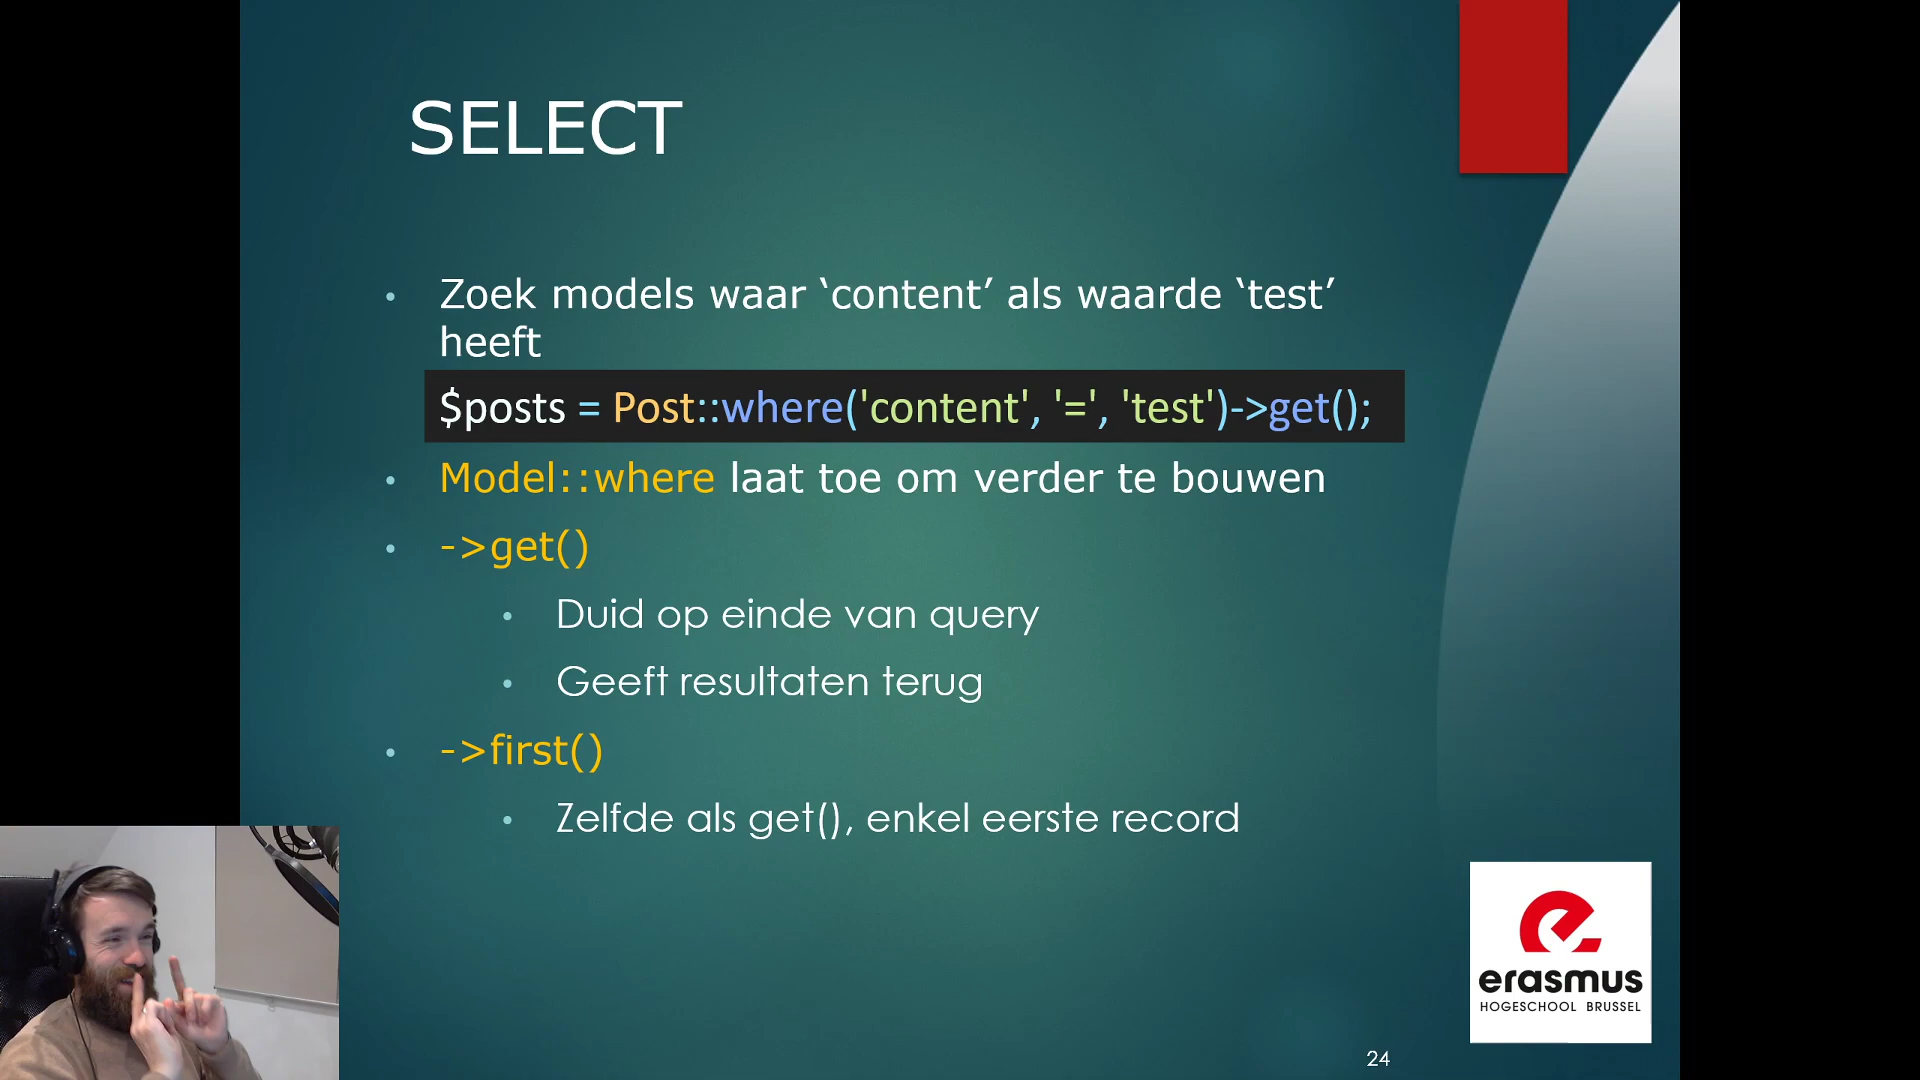 SELECT
Zoek models waar ‘content’ als waarde ‘test’
heeft
$posts = Post::where('content', '=', 'test')->get();
Model::where laat toe om verder te bouwen
->get()
Duid op einde van query
Geeft resultaten terug
->first()
Zelfde als get(), enkel eerste record
erasmus
HOGESCHOOL BRUSSEL
24